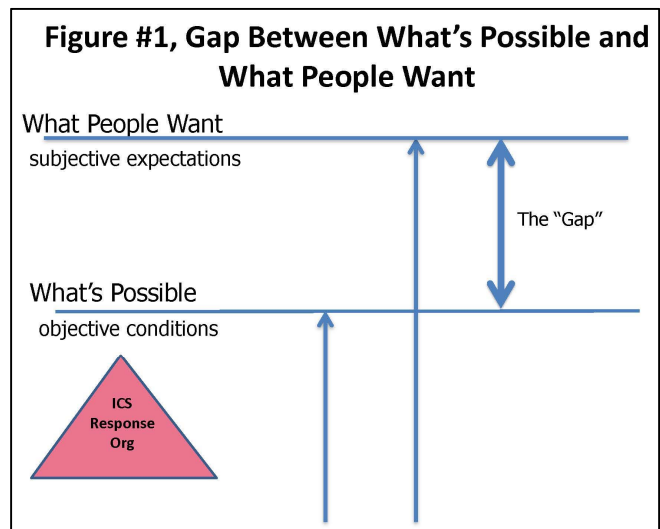 Figure #1, Gap Between What’s Possible and
What People Want
What People Want
subjective expectations
The “Gap”
What’s Possible
objective conditions
ICS
Response
Org